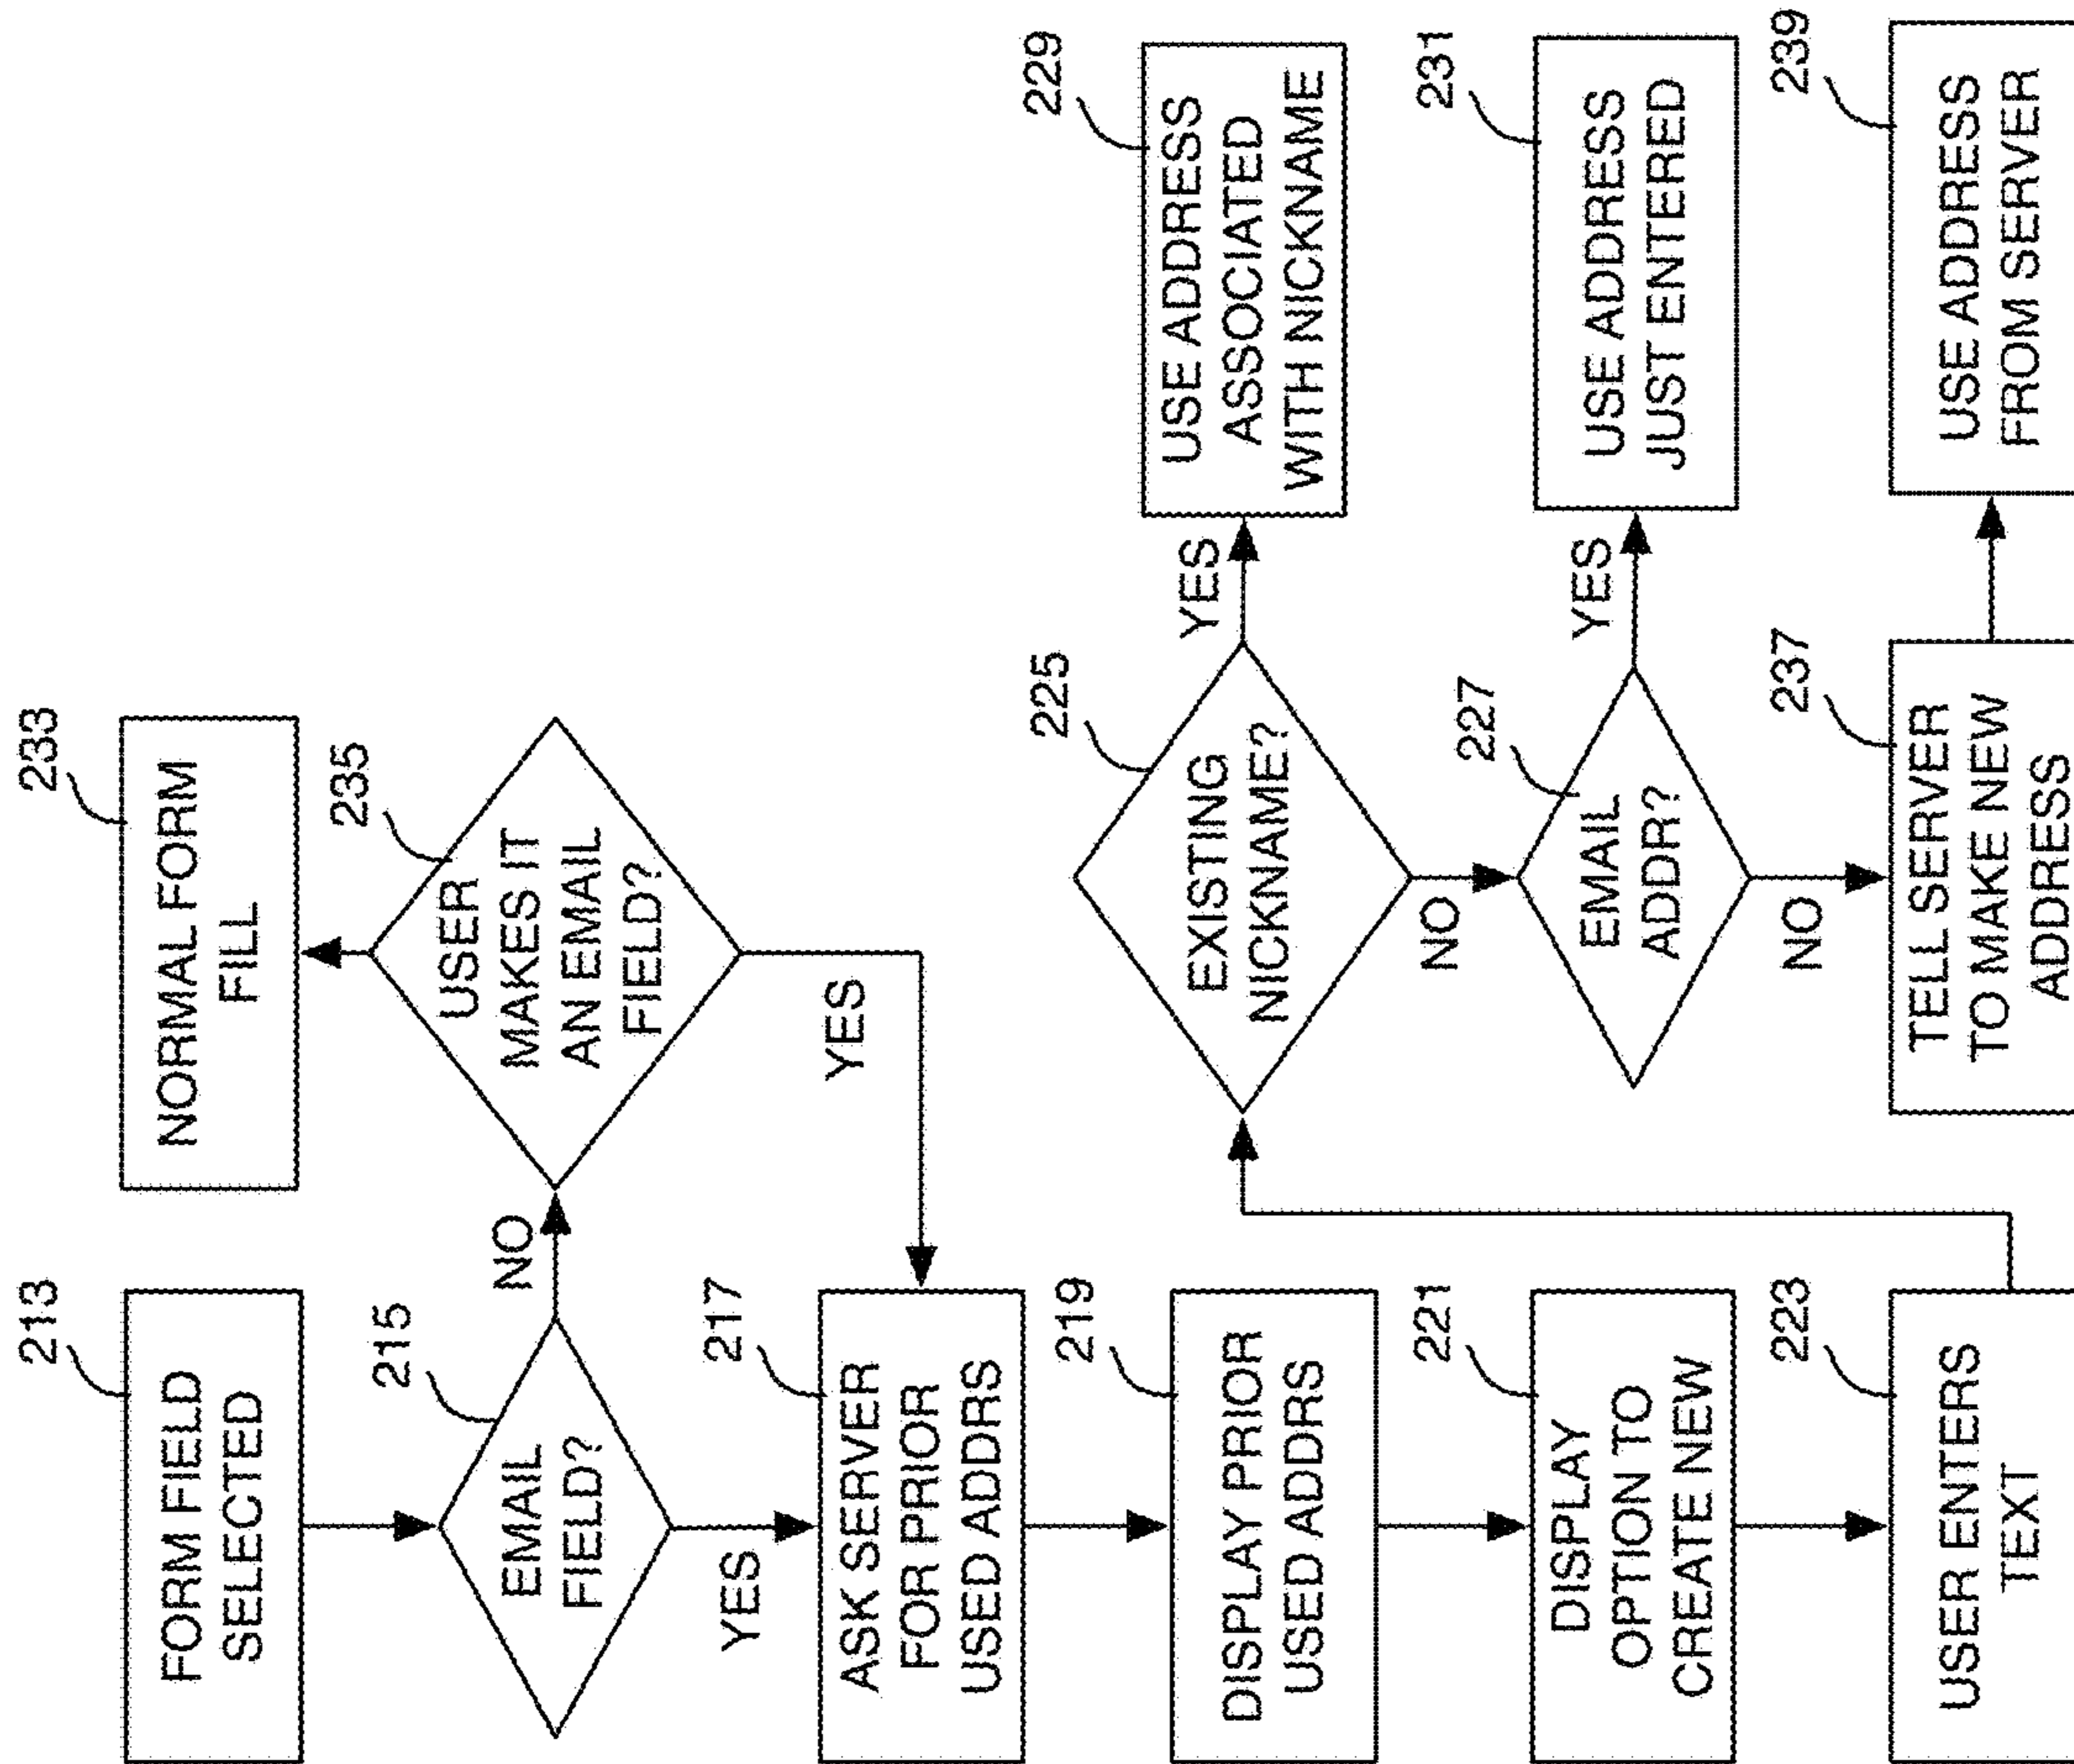 213
FORM FIELD
SELECTED
215
EMAIL
FIELD?
NO
YES
233
NORMAL FORM
FILL
235
USER
MAKES IT
AN EMAIL
FIELD?
YES
217
ASK SERVER
FOR PRIOR
USED ADDRS
219
DISPLAY PRIOR
USED ADDRS
221
DISPLAY
OPTION TO
CREATE NEW
223
USER ENTERS
TEXT
225
EXISTING
NICKNAME?
YES
NO
229
USE ADDRESS
ASSOCIATED
WITH NICKNAME
227
EMAIL
ADDR?
YES
NO
231
USE ADDRESS
JUST ENTERED
237
TELL SERVER
TO MAKE NEW
ADDRESS
239
USE ADDRESS
FROM SERVER